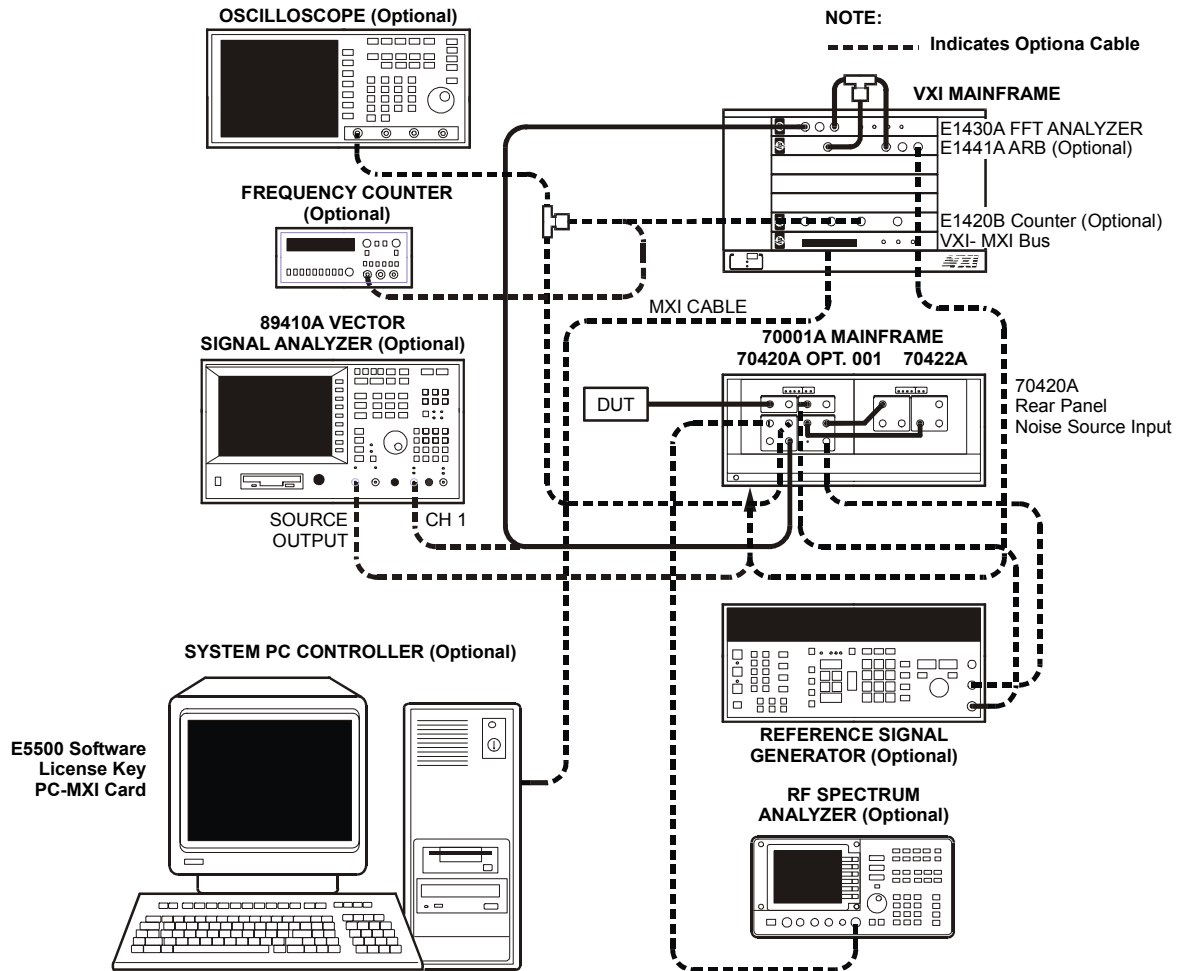 OSCILLOSCOPE (Optional)
NOTE:
Indicates Optiona Cable
VXI MAINFRAME
E1430A FFT ANALYZER
E1441A ARB (Optional)
FREQUENCY COUNTER
(Optional)
E1420B Counter (Optional)
VXI- MXI Bus
VXI
MXI CABLE
89410A VECTOR
SIGNAL ANALYZER (Optional)
70001A MAINFRAME
70420A OPT. 001 70422A
DUT
70420A
Rear Panel
Noise Source Input
SOURCE
OUTPUT
CH 1
SYSTEM PC CONTROLLER (Optional)
E5500 Software
License Key
PC-MXI Card
REFERENCE SIGNAL
GENERATOR (Optional)
RF SPECTRUM
ANALYZER (Optional)